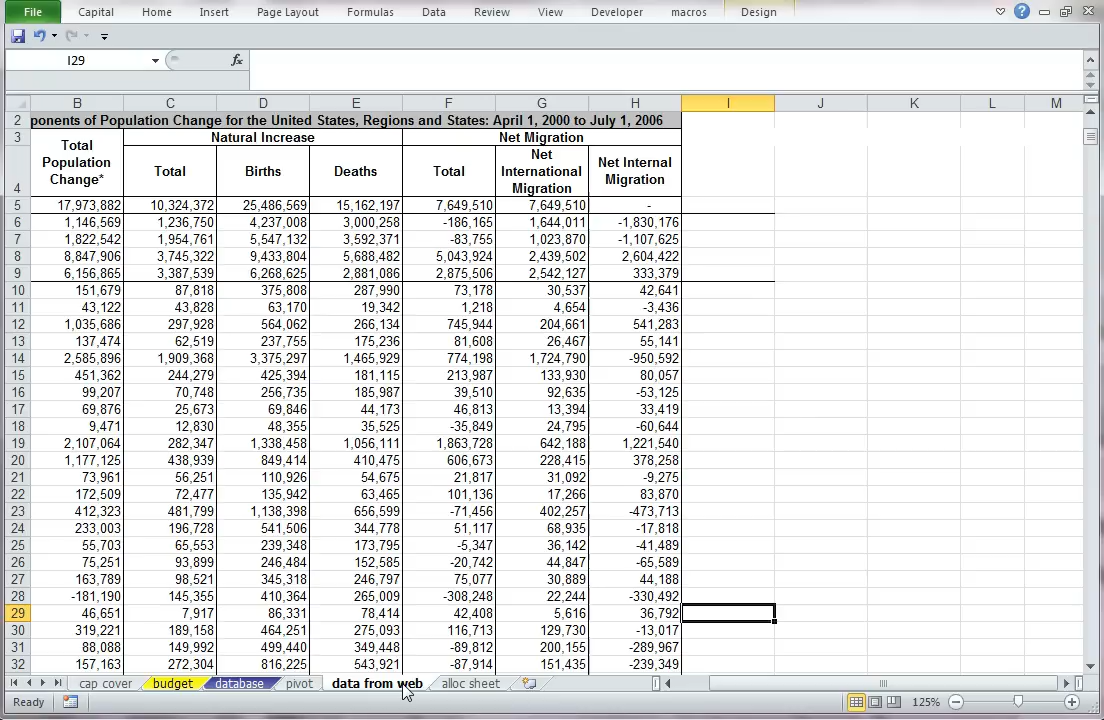 File Capital Home Insert Page Layout Formulas Data Review View Developer macros Design
I29 fx
B C D E F G H I J K L M
2 ponents of Population Change for the United States, Regions and States: April 1, 2000 to July 1, 2006
3 Total Population Change* Natural Increase Net Migration
4 Total Births Deaths Total Net International Migration Net Internal Migration
5 17,973,882 10,324,372 25,486,569 15,162,197 7,649,510 7,649,510 -
6 1,146,569 1,236,750 4,237,008 3,000,258 -186,165 1,644,011 -1,830,176
7 1,822,542 1,954,761 5,547,132 3,592,371 -83,755 1,023,870 -1,107,625
8 8,847,906 3,745,322 9,433,804 5,688,482 5,043,924 2,439,502 2,604,422
9 6,156,865 3,387,539 6,268,625 2,881,086 2,875,506 2,542,127 333,379
10 151,679 87,818 375,808 287,990 73,178 30,537 42,641
11 43,122 43,828 63,170 19,342 1,218 4,654 -3,436
12 1,035,686 297,928 564,062 266,134 745,944 204,661 541,283
13 137,474 62,519 237,755 175,236 81,608 26,467 55,141
14 2,585,896 1,909,368 3,375,297 1,465,929 774,198 1,724,790 -950,592
15 451,362 244,279 425,394 181,115 213,987 133,930 80,057
16 99,207 70,748 256,735 185,987 39,510 92,635 -53,125
17 69,876 25,673 69,846 44,173 46,813 13,394 33,419
18 9,471 12,830 48,355 35,525 -35,849 24,795 -60,644
19 2,107,064 282,347 1,338,458 1,056,111 1,863,728 642,188 1,221,540
20 1,177,125 438,939 849,414 410,475 606,673 228,415 378,258
21 73,961 56,251 110,926 54,675 21,817 31,092 -9,275
22 172,509 72,477 135,942 63,465 101,136 17,266 83,870
23 412,323 481,799 1,138,398 656,599 -71,456 402,257 -473,713
24 233,003 196,728 541,506 344,778 51,117 68,935 -17,818
25 55,703 65,553 239,348 173,795 -5,347 36,142 -41,489
26 75,251 93,899 246,484 152,585 -20,742 44,847 -65,589
27 163,789 98,521 345,318 246,797 75,077 30,889 44,188
28 -181,190 145,355 410,364 265,009 -308,248 22,244 -330,492
29 46,651 7,917 86,331 78,414 42,408 5,616 36,792
30 319,221 189,158 464,251 275,093 116,713 129,730 -13,017
31 88,088 149,992 499,440 349,448 -89,812 200,155 -289,967
32 157,163 272,304 816,225 543,921 -87,914 151,435 -239,349
cap cover budget database pivot data from web alloc sheet
Ready 125%